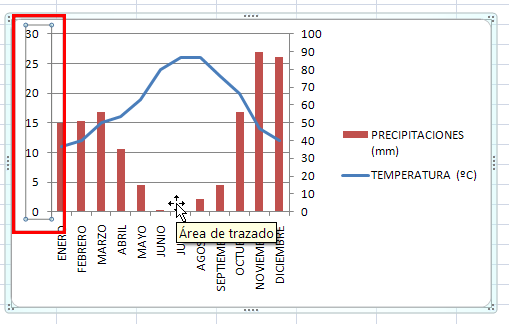 30
25
20
15
10
5
0
100
90
80
70
60
50
40
30
20
10
0
PRECIPITACIONES
(mm)
TEMPERATURA (ºC)
Área de trazado
ENERO
FEBRERO
MARZO
ABRIL
MAYO
JUNIO
DICIEMBRE